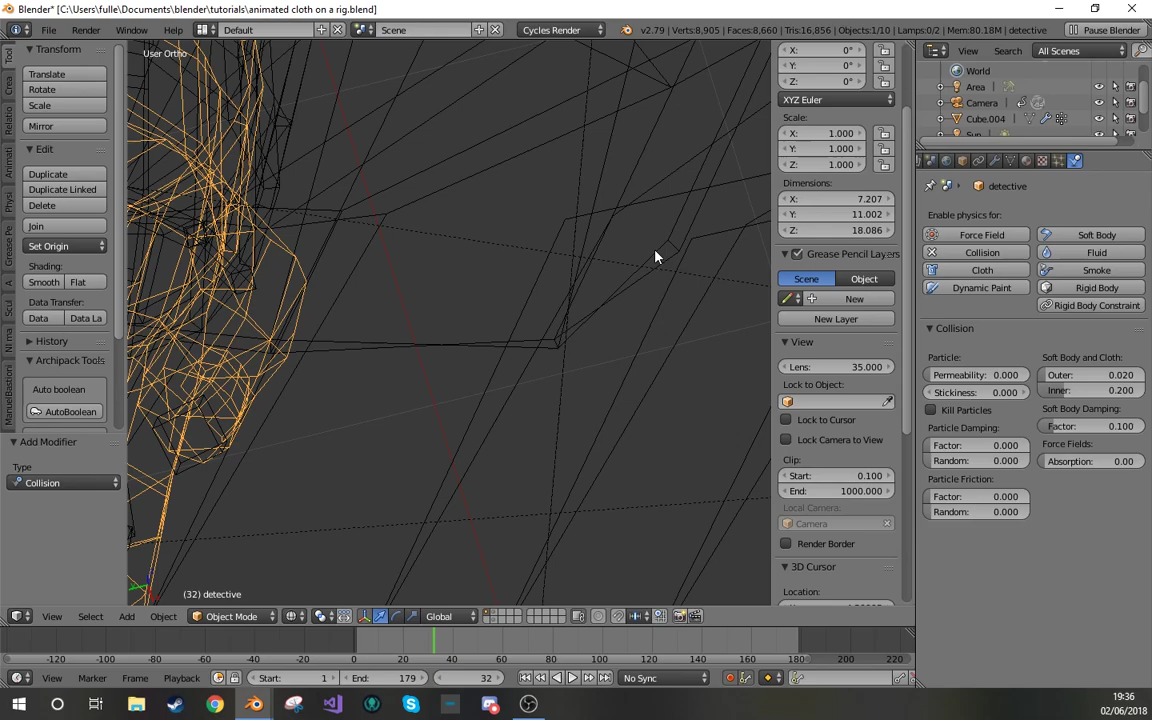 Blender* [C:\Users\fulle\Documents\blender\tutorials\animated cloth on a rig.blend]
File Render Window Help Default Scene Cycles Render v2.79 | Verts:8,905 | Faces:8,660 | Tris:16,856 | Objects:1/10 | Lamps:0/2 | Mem:80.18M | detective Pause Blender
Tool
Crea
Relatio
Animati
Physi
Grease Pe
A
Scul
NI ma
ManuelBastioni
Transform
Translate
Rotate
Scale
Mirror
Edit
Duplicate
Duplicate Linked
Delete
Join
Set Origin
Shading:
Smooth Flat
Data Transfer:
Data Data La
History
Archipack Tools
Auto boolean
AutoBoolean
Add Modifier
Type
Collision
User Ortho
(32) detective
X: 0°
Y: 0°
Z: 0°
XYZ Euler
Scale:
X: 1.000
Y: 1.000
Z: 1.000
Dimensions:
X: 7.207
Y: 11.002
Z: 18.086
Grease Pencil Layers
Scene Object
New
New Layer
View
Lens: 35.000
Lock to Object:
Lock to Cursor
Lock Camera to View
Clip:
Start: 0.100
End: 1000.000
Local Camera:
Camera
Render Border
3D Cursor
Location:
View Search All Scenes
World
Area
Camera
Cube.004
Sun
detective
Enable physics for:
Force Field Soft Body
Collision Fluid
Cloth Smoke
Dynamic Paint Rigid Body
Rigid Body Constraint
Collision
Particle:
Permeability: 0.000
Stickiness: 0.000
Kill Particles
Particle Damping:
Factor: 0.000
Random: 0.000
Particle Friction:
Factor: 0.000
Random: 0.000
Soft Body and Cloth:
Outer: 0.020
Inner: 0.200
Soft Body Damping:
Factor: 0.100
Force Fields:
Absorption: 0.00
View Select Add Object Object Mode Global
-120 -100 -80 -60 -40 -20 0 20 40 60 80 100 120 140 160 180 200 220
View Marker Frame Playback Start: 1 End: 179 32 No Sync
19:36
02/06/2018